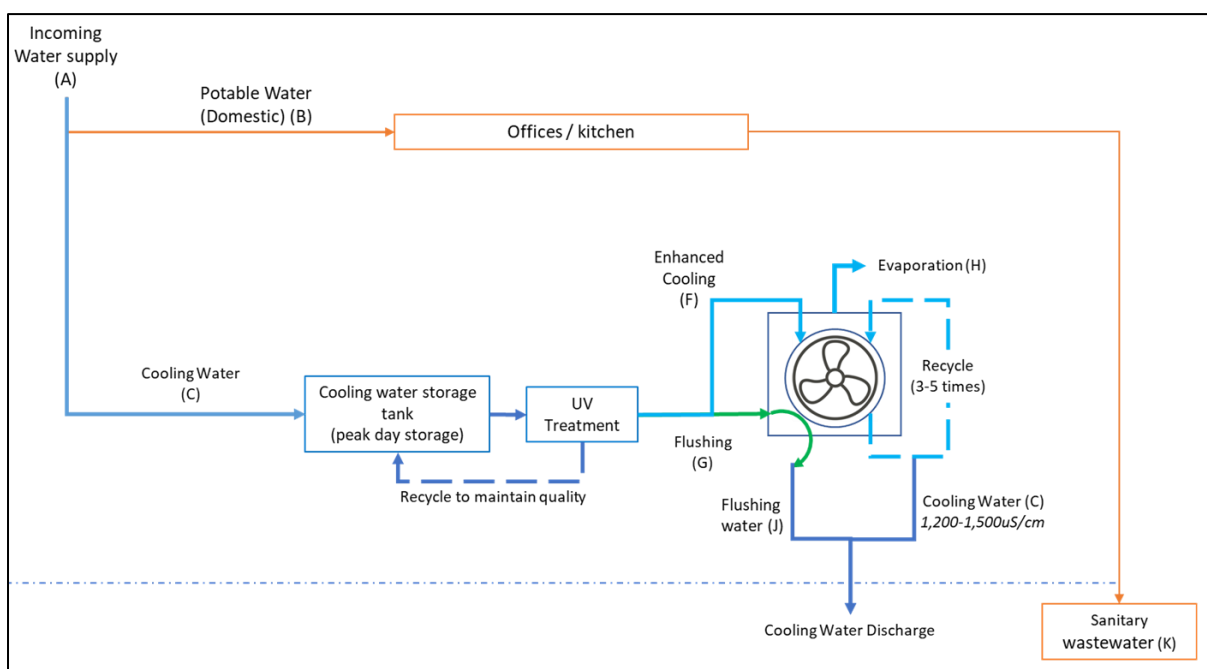 Incoming
Water supply
(A)
Potable Water
(Domestic) (B)
Offices / kitchen
Enhanced
Cooling
(F)
Evaporation (H)
Recycle
(3-5 times)
Cooling Water
(C)
Cooling water storage
tank
(peak day storage)
UV
Treatment
Flushing
(G)
Recycle to maintain quality
Flushing
water (J)
Cooling Water (C)
1,200-1,500uS/cm
Cooling Water Discharge
Sanitary
wastewater (K)